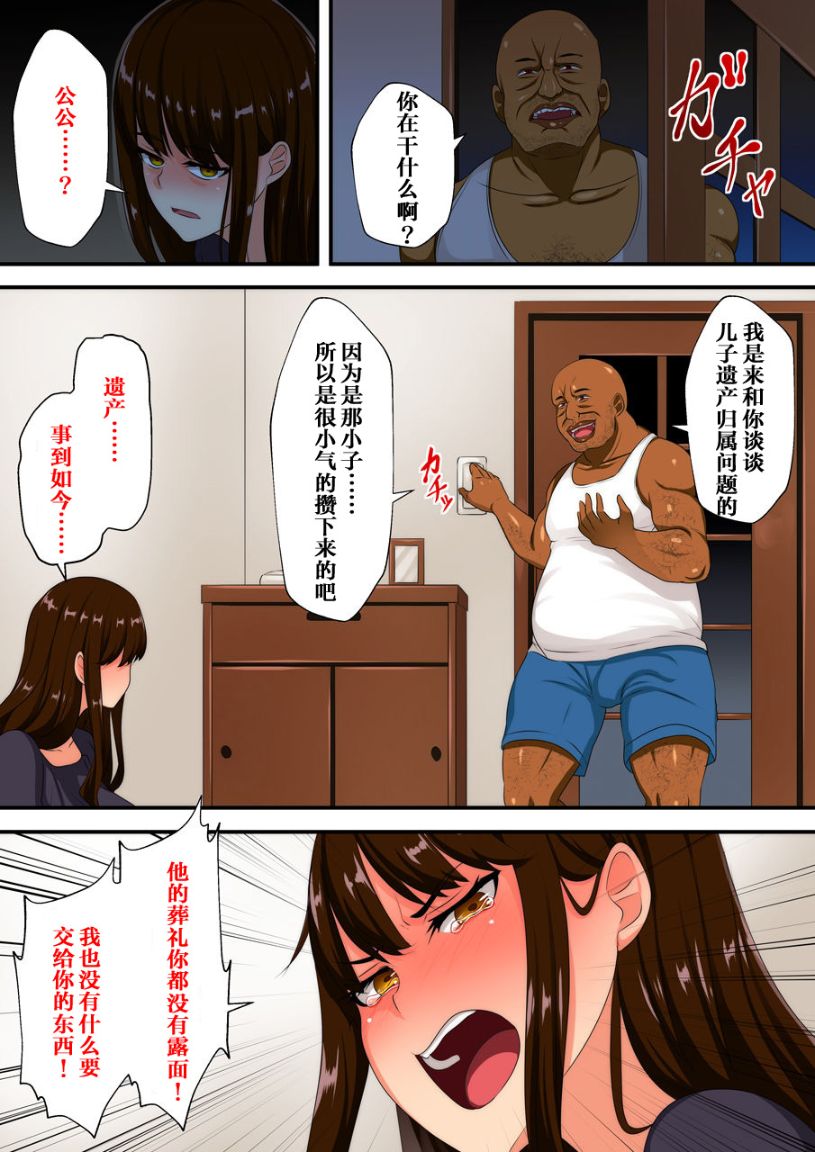 ガチャ
你在干什么啊？
公公……？
我是来和你谈谈
儿子遗产归属问题的
ガチッ
因为是那小子……
所以是很小气的攒下来的吧
遗产……
事到如今……
他的葬礼你都没有露面！
我也没有什么要
交给你的东西！